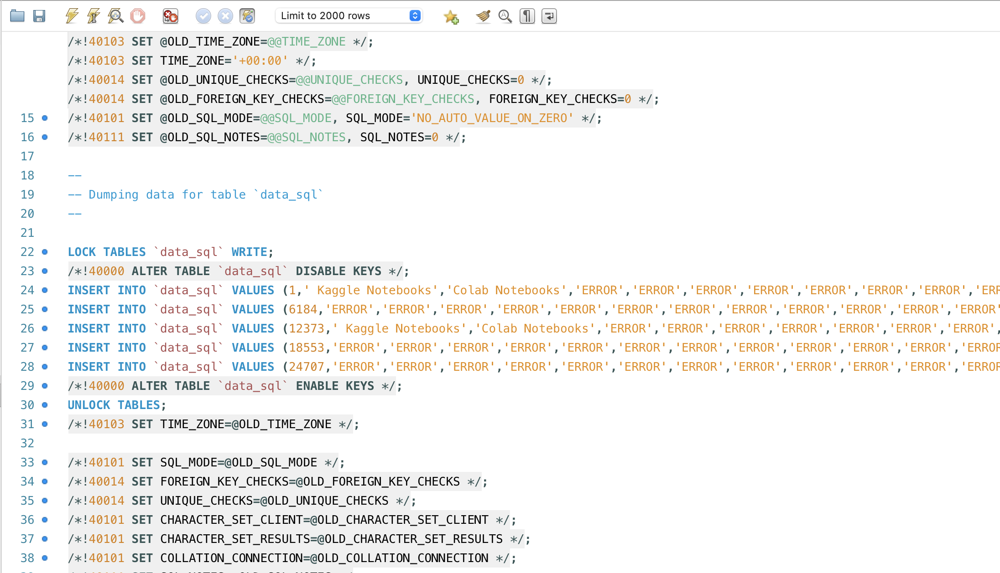 Limit to 2000 rows
/*!40103 SET @OLD_TIME_ZONE=@@TIME_ZONE */;
/*!40103 SET TIME_ZONE='+00:00' */;
/*!40014 SET @OLD_UNIQUE_CHECKS=@@UNIQUE_CHECKS, UNIQUE_CHECKS=0 */;
/*!40014 SET @OLD_FOREIGN_KEY_CHECKS=@@FOREIGN_KEY_CHECKS, FOREIGN_KEY_CHECKS=0 */;
15 /*!40101 SET @OLD_SQL_MODE=@@SQL_MODE, SQL_MODE='NO_AUTO_VALUE_ON_ZERO' */;
16 /*!40111 SET @OLD_SQL_NOTES=@@SQL_NOTES, SQL_NOTES=0 */;
17
18 --
19 -- Dumping data for table `data_sql`
20 --
21
22 LOCK TABLES `data_sql` WRITE;
23 /*!40000 ALTER TABLE `data_sql` DISABLE KEYS */;
24 INSERT INTO `data_sql` VALUES (1,' Kaggle Notebooks','Colab Notebooks','ERROR','ERROR','ERROR','ERROR','ERROR','ERROR','ERROR','ERR
25 INSERT INTO `data_sql` VALUES (6184,'ERROR','ERROR','ERROR','ERROR','ERROR','ERROR','ERROR','ERROR','ERROR','ERROR','ERROR','ERROR'
26 INSERT INTO `data_sql` VALUES (12373,' Kaggle Notebooks','Colab Notebooks','ERROR','ERROR','ERROR','ERROR','ERROR','ERROR','ERROR',
27 INSERT INTO `data_sql` VALUES (18553,'ERROR','ERROR','ERROR','ERROR','ERROR','ERROR','ERROR','ERROR','ERROR','ERROR','ERROR','ERROR
28 INSERT INTO `data_sql` VALUES (24707,'ERROR','ERROR','ERROR','ERROR','ERROR','ERROR','ERROR','ERROR','ERROR','ERROR','ERROR','ERROR
29 /*!40000 ALTER TABLE `data_sql` ENABLE KEYS */;
30 UNLOCK TABLES;
31 /*!40103 SET TIME_ZONE=@OLD_TIME_ZONE */;
32
33 /*!40101 SET SQL_MODE=@OLD_SQL_MODE */;
34 /*!40014 SET FOREIGN_KEY_CHECKS=@OLD_FOREIGN_KEY_CHECKS */;
35 /*!40014 SET UNIQUE_CHECKS=@OLD_UNIQUE_CHECKS */;
36 /*!40101 SET CHARACTER_SET_CLIENT=@OLD_CHARACTER_SET_CLIENT */;
37 /*!40101 SET CHARACTER_SET_RESULTS=@OLD_CHARACTER_SET_RESULTS */;
38 /*!40101 SET COLLATION_CONNECTION=@OLD_COLLATION_CONNECTION */;